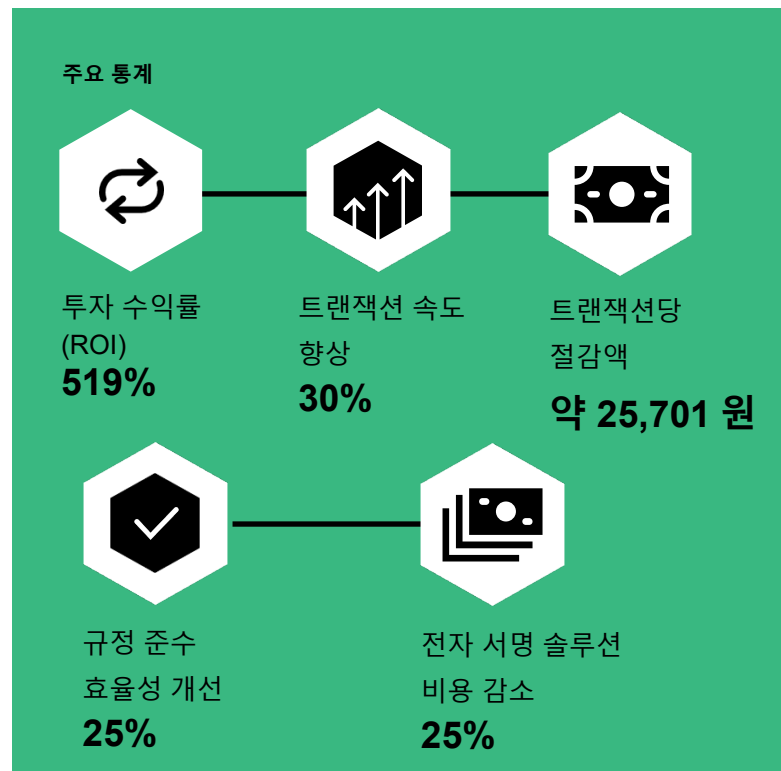 주요 통계
투자 수익률
(ROI)
519%
트랜잭션 속도
향상
30%
트랜잭션당
절감액
약 25,701 원
규정 준수
효율성 개선
25%
전자 서명 솔루션
비용 감소
25%